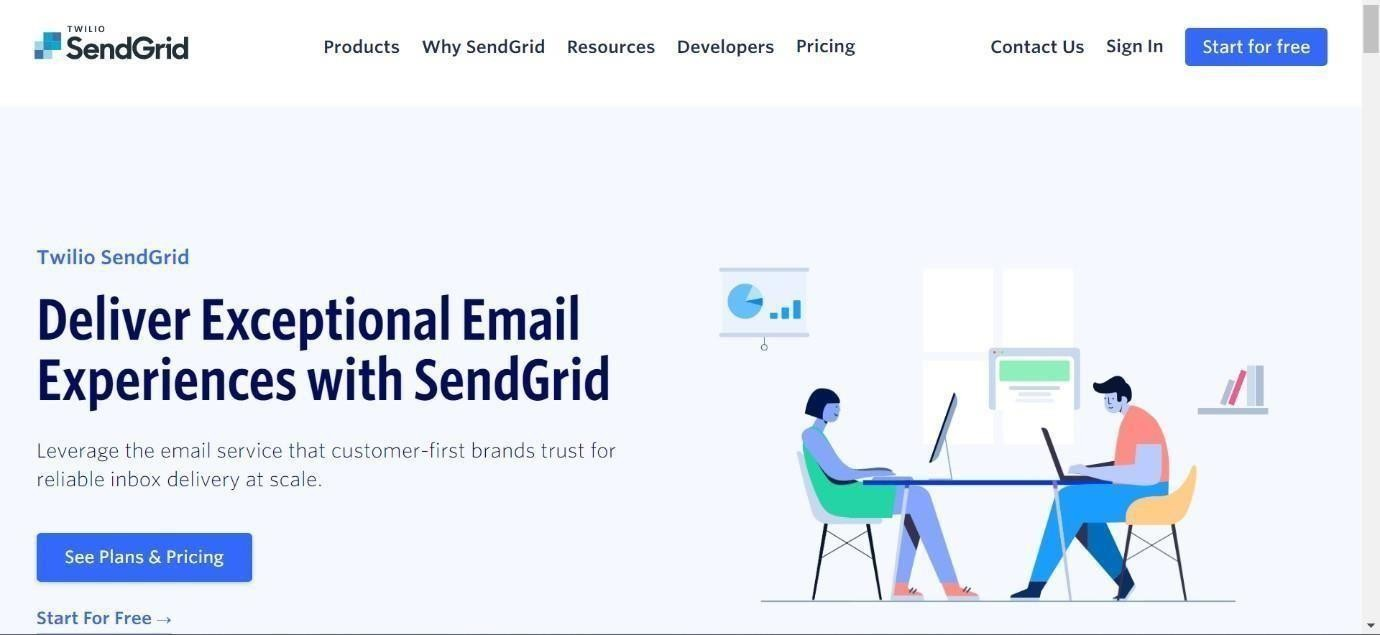 TWILIO
SendGrid
Products Why SendGrid Resources Developers Pricing Contact Us Sign In Start for free
Twilio SendGrid
Deliver Exceptional Email
Experiences with SendGrid
Leverage the email service that customer-first brands trust for
reliable inbox delivery at scale.
See Plans & Pricing
Start For Free →